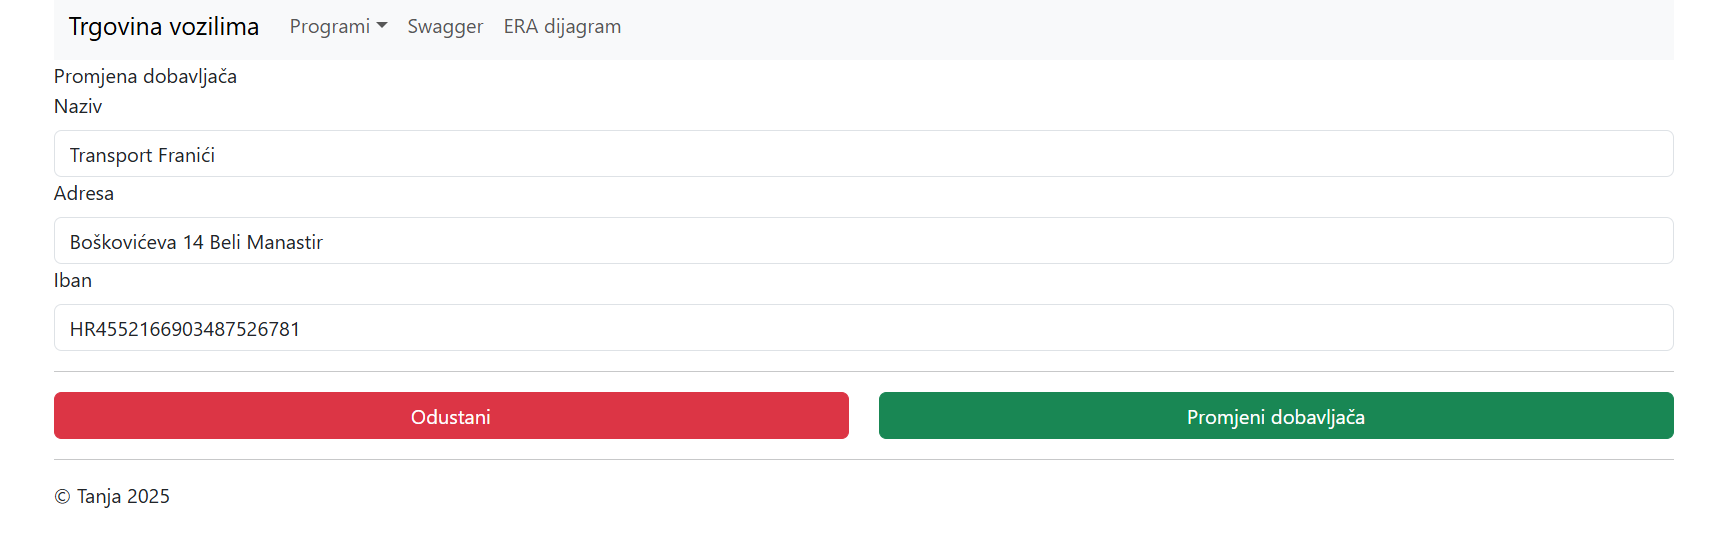 Trgovina vozilima Programi Swagger ERA dijagram
Promjena dobavljača
Naziv
Transport Franići
Adresa
Boškovićeva 14 Beli Manastir
Iban
HR4552166903487526781
Odustani Promjeni dobavljača
© Tanja 2025